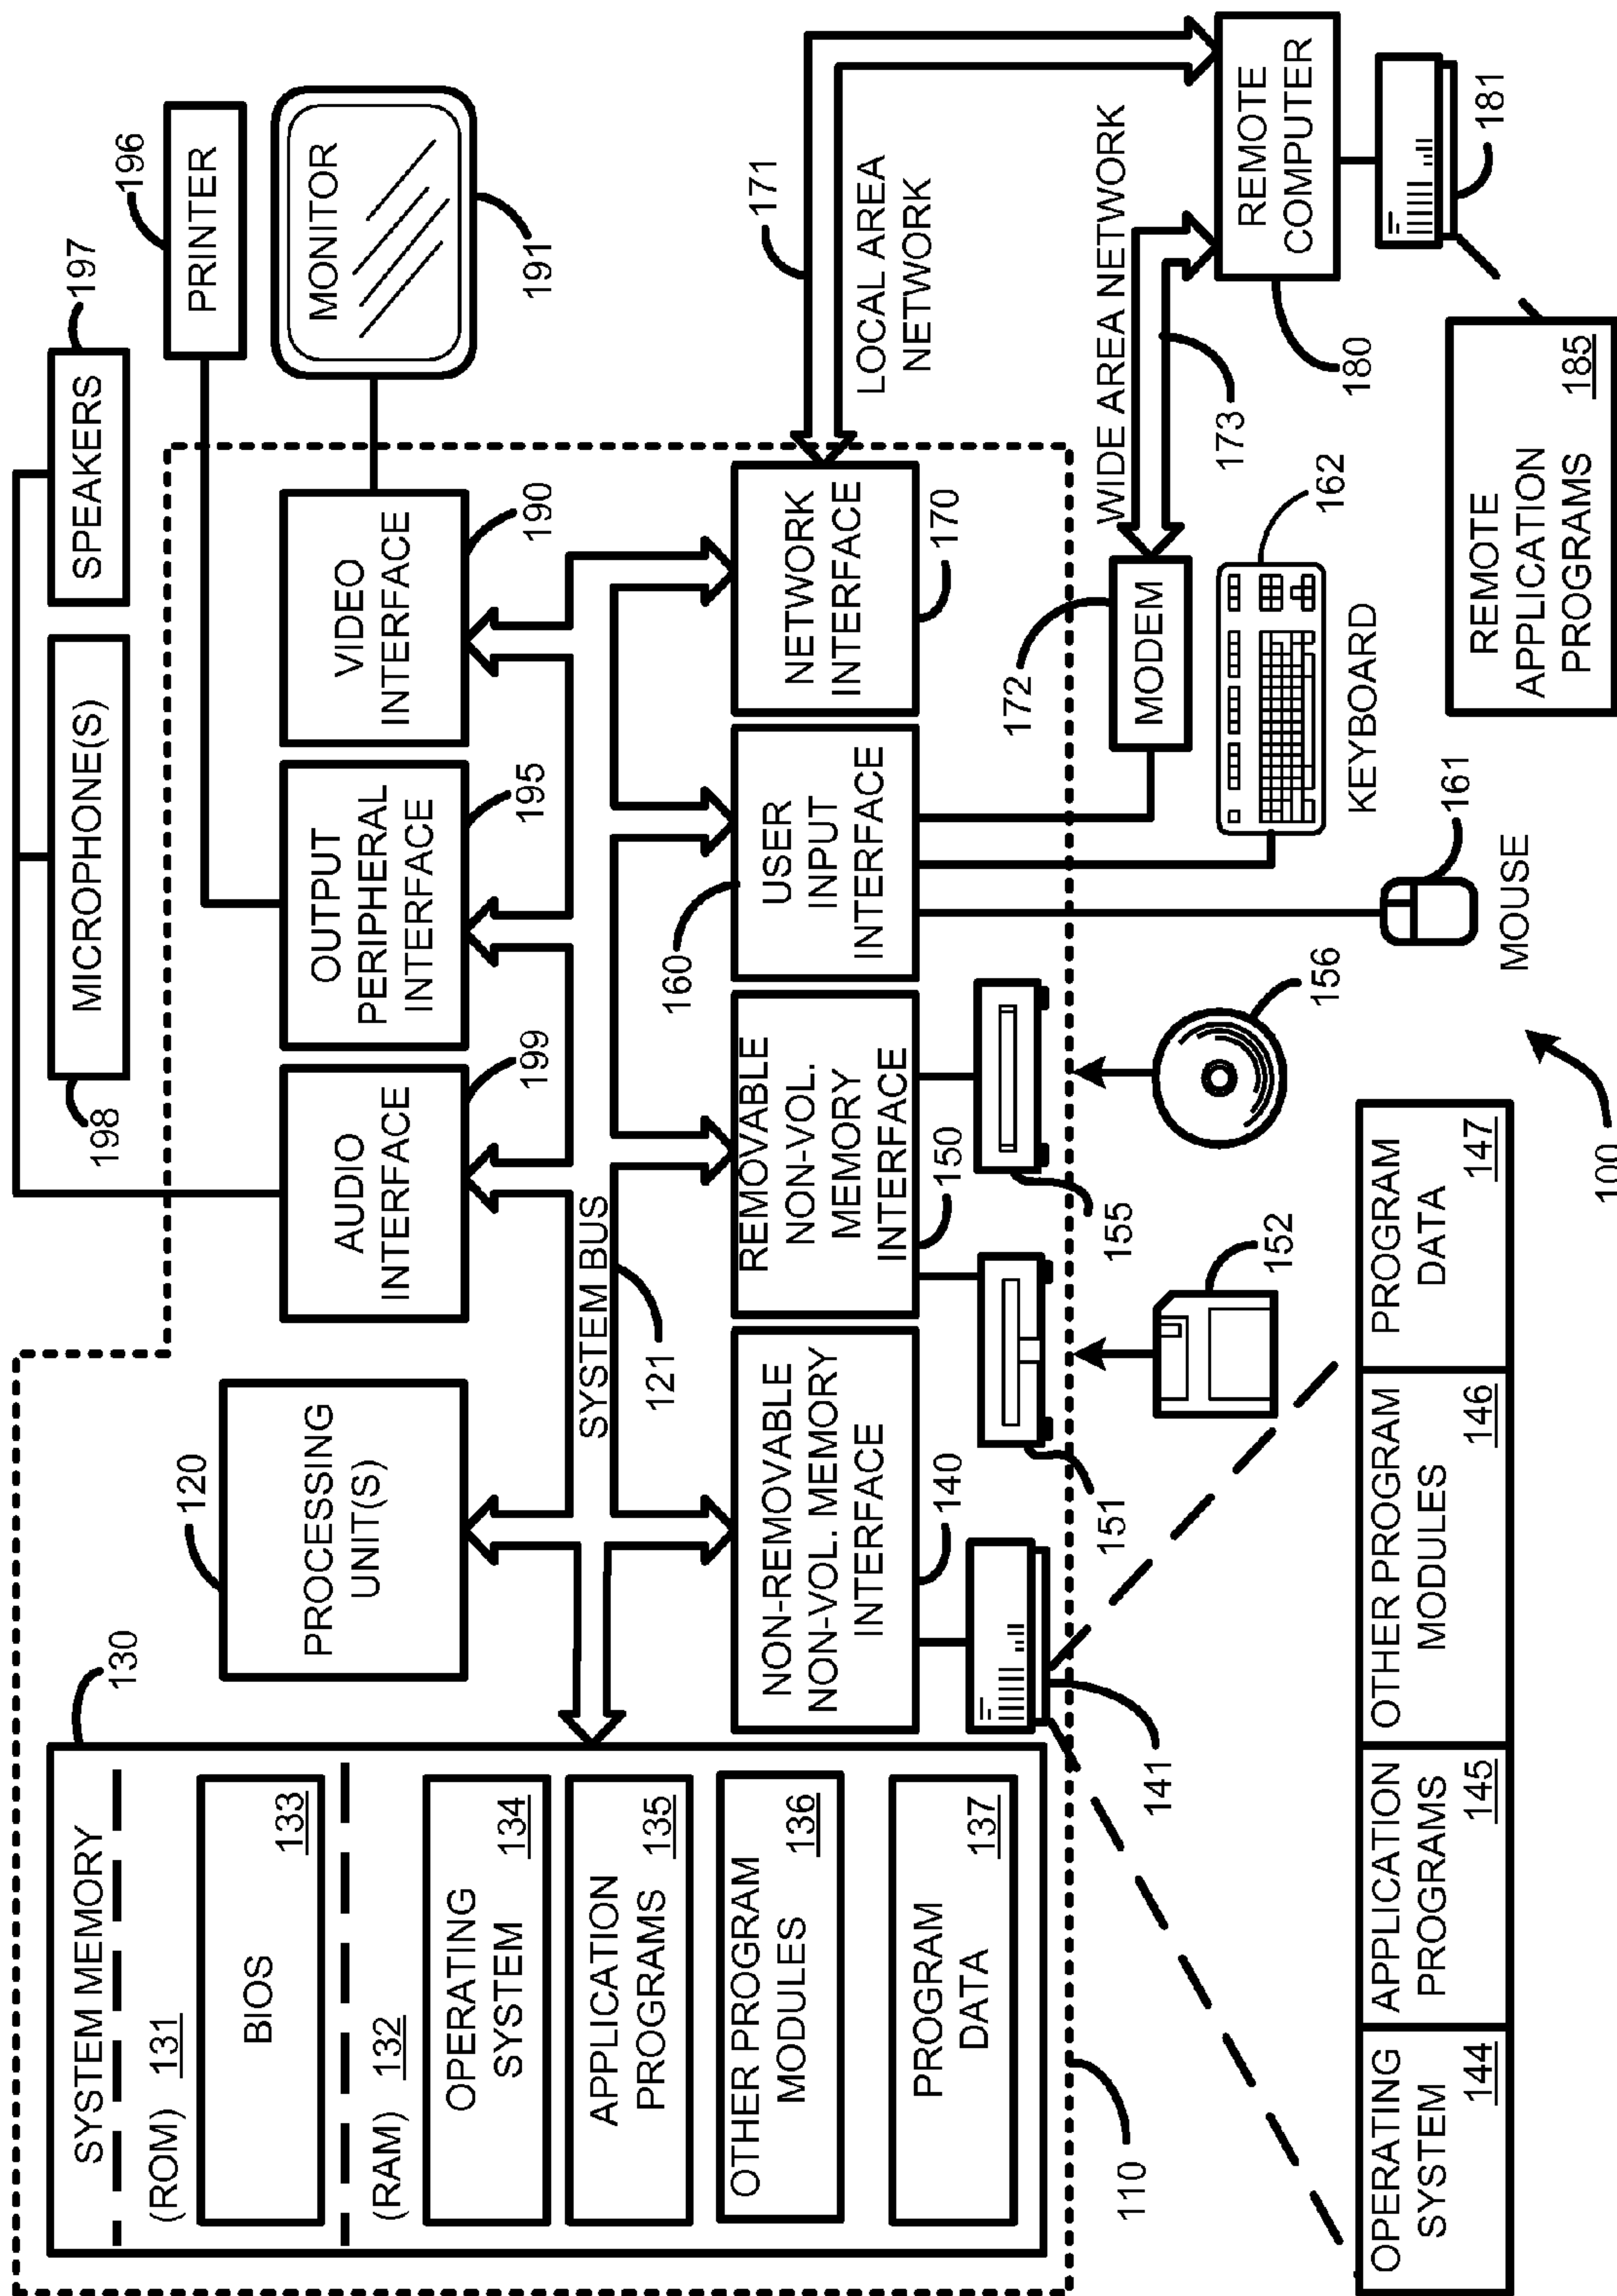 SYSTEM MEMORY
(ROM) 131
BIOS
133
(RAM) 132
OPERATING
SYSTEM
134
APPLICATION
PROGRAMS
135
OTHER PROGRAM
MODULES
136
PROGRAM
DATA
137
130
110
120
PROCESSING
UNIT(S)
SYSTEM BUS
121
198
MICROPHONE(S)
197
SPEAKERS
196
PRINTER
MONITOR
191
AUDIO
INTERFACE
199
OUTPUT
PERIPHERAL
INTERFACE
195
VIDEO
INTERFACE
190
NON-REMOVABLE
NON-VOL. MEMORY
INTERFACE
140
REMOVABLE
NON-VOL.
MEMORY
INTERFACE
150
160
USER
INPUT
INTERFACE
NETWORK
INTERFACE
170
171
LOCAL AREA
NETWORK
141
151
155
152
156
172
MODEM
WIDE AREA NETWORK
173
162
KEYBOARD
161
MOUSE
REMOTE
COMPUTER
180
181
REMOTE
APPLICATION
PROGRAMS
185
OPERATING
SYSTEM
144
APPLICATION
PROGRAMS
145
OTHER PROGRAM
MODULES
146
PROGRAM
DATA
147
100